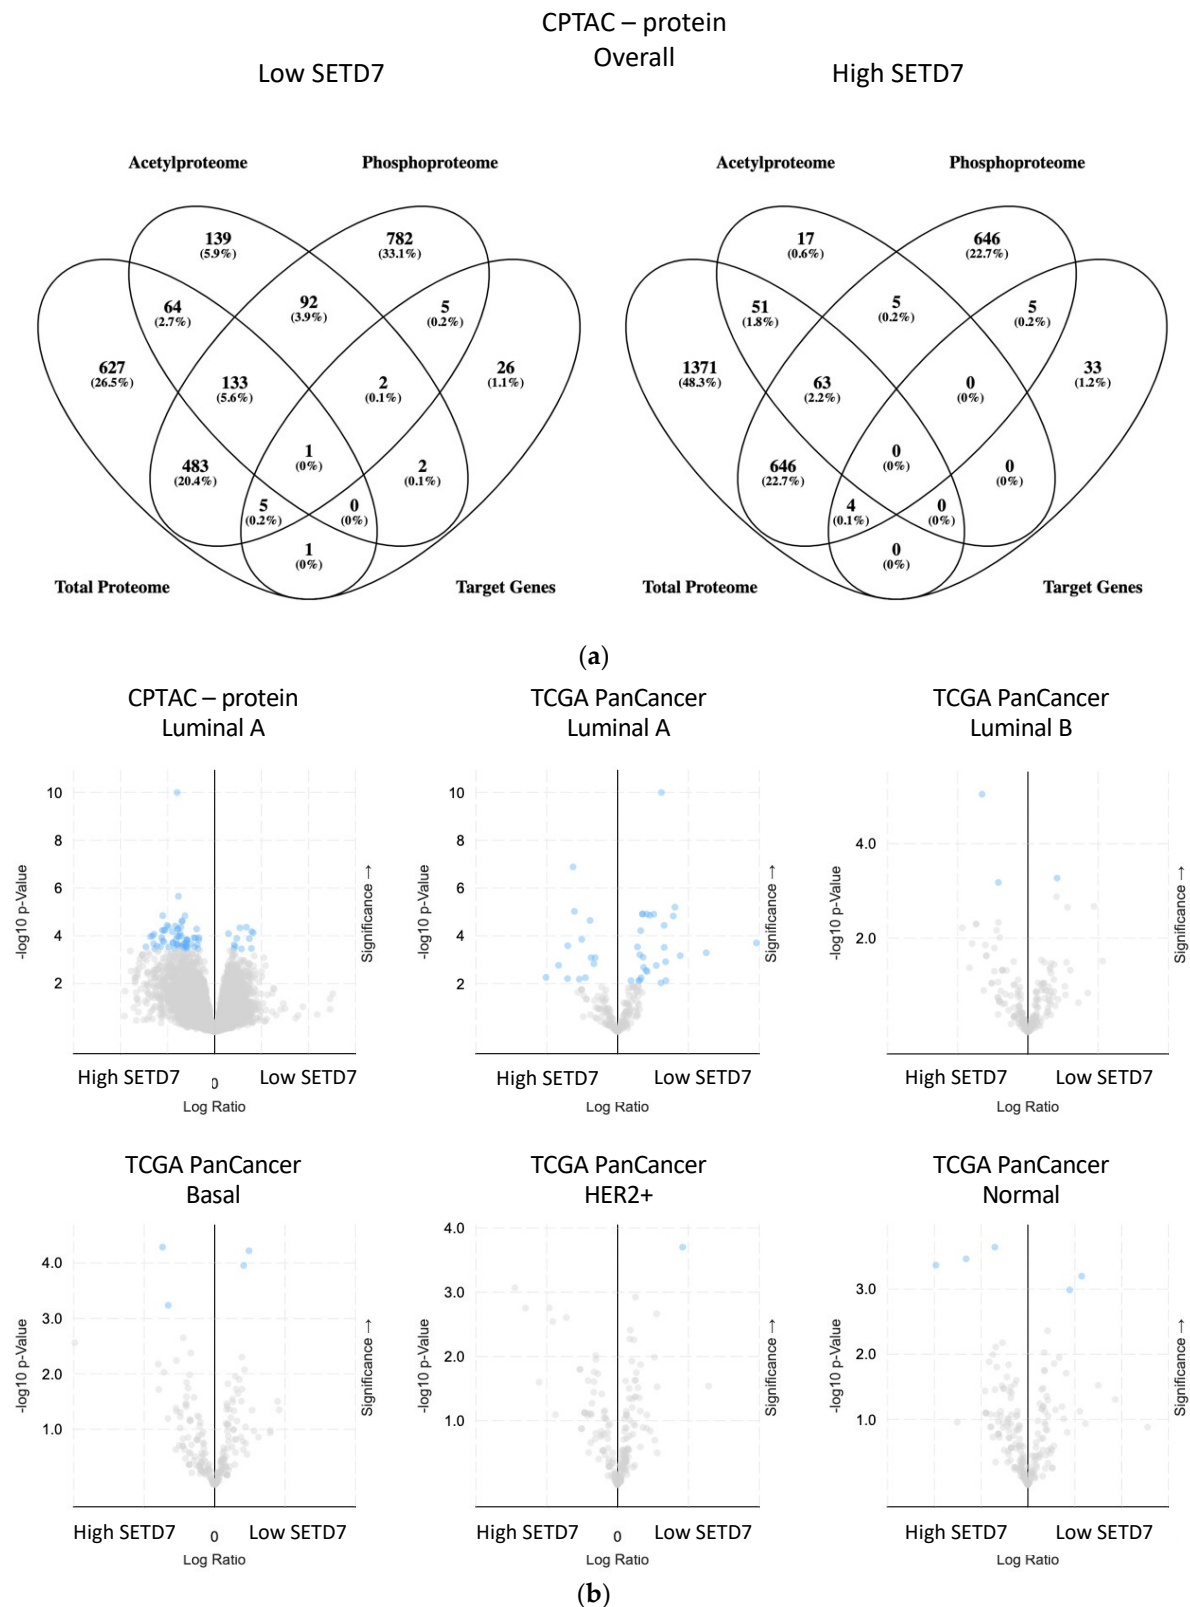 CPTAC – protein
Overall
Low SETD7
High SETD7
Acetylproteome
Phosphoproteome
Acetylproteome
Phosphoproteome
139
(5.9%)
782
(33.1%)
64
(2.7%)
92
(3.9%)
5
(0.2%)
627
(26.5%)
133
(5.6%)
2
(0.1%)
26
(1.1%)
483
(20.4%)
1
(0%)
2
(0.1%)
5
(0.2%)
0
(0%)
1
(0%)
Total Proteome
Target Genes
17
(0.6%)
646
(22.7%)
51
(1.8%)
5
(0.2%)
5
(0.2%)
1371
(48.3%)
63
(2.2%)
0
(0%)
33
(1.2%)
646
(22.7%)
0
(0%)
0
(0%)
4
(0.1%)
0
(0%)
0
(0%)
Total Proteome
Target Genes
(a)
CPTAC – protein
Luminal A
10
8
6
4
2
-log10 p-Value
Significance →
High SETD7
0
Low SETD7
Log Ratio
TCGA PanCancer
Luminal A
10
8
6
4
2
-log10 p-Value
Significance →
High SETD7
Low SETD7
Log Ratio
TCGA PanCancer
Luminal B
4.0
2.0
-log10 p-Value
Significance →
High SETD7
Low SETD7
Log Ratio
TCGA PanCancer
Basal
4.0
3.0
2.0
1.0
-log10 p-Value
Significance →
High SETD7
0
Low SETD7
Log Ratio
TCGA PanCancer
HER2+
4.0
3.0
2.0
1.0
-log10 p-Value
Significance →
High SETD7
0
Low SETD7
Log Ratio
TCGA PanCancer
Normal
3.0
2.0
1.0
-log10 p-Value
Significance →
High SETD7
Low SETD7
Log Ratio
(b)